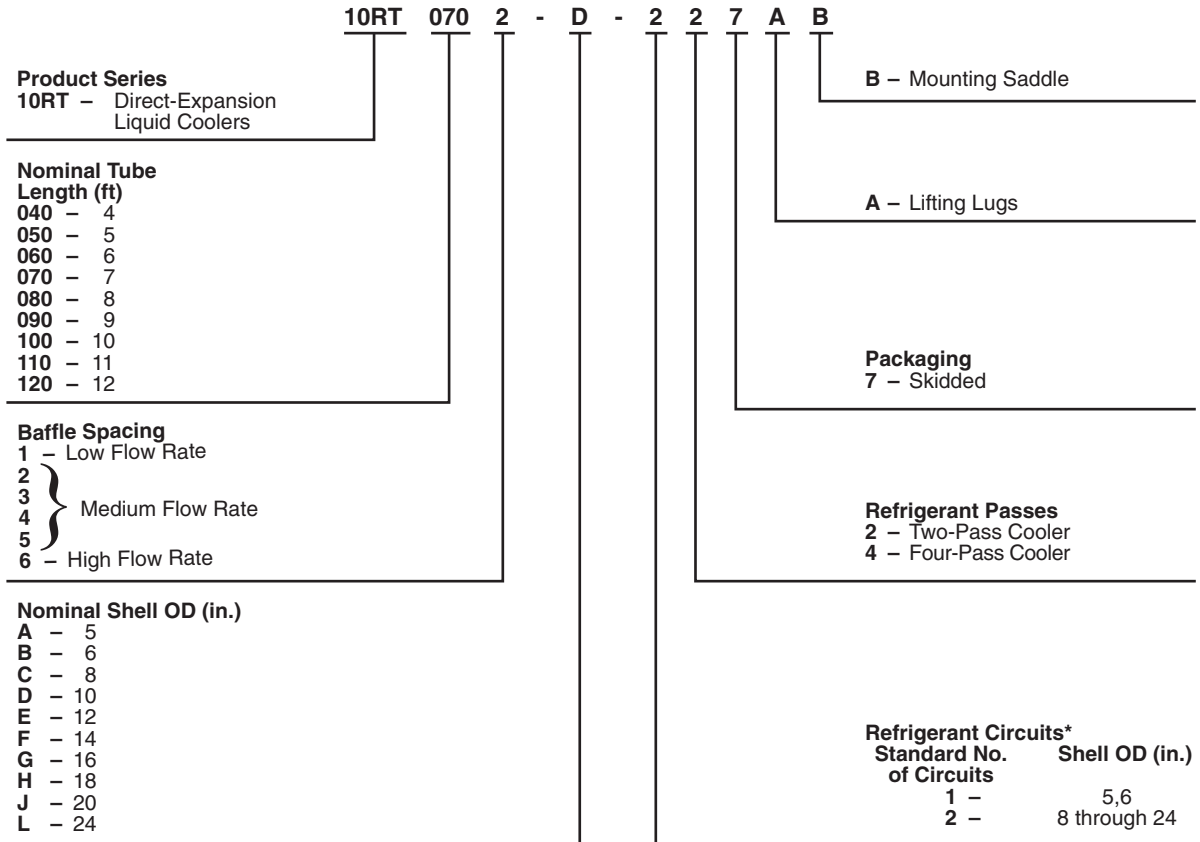 10RT 070 2 - D - 2 2 7 A B
Product Series
10RT – Direct-Expansion
Liquid Coolers
Nominal Tube
Length (ft)
040 – 4
050 – 5
060 – 6
070 – 7
080 – 8
090 – 9
100 – 10
110 – 11
120 – 12
Baffle Spacing
1 – Low Flow Rate
2
3
4
5
Medium Flow Rate
6 – High Flow Rate
Nominal Shell OD (in.)
A – 5
B – 6
C – 8
D – 10
E – 12
F – 14
G – 16
H – 18
J – 20
L – 24
B – Mounting Saddle
A – Lifting Lugs
Packaging
7 – Skidded
Refrigerant Passes
2 – Two-Pass Cooler
4 – Four-Pass Cooler
Refrigerant Circuits*
Standard No. Shell OD (in.)
of Circuits
1 – 5,6
2 – 8 through 24